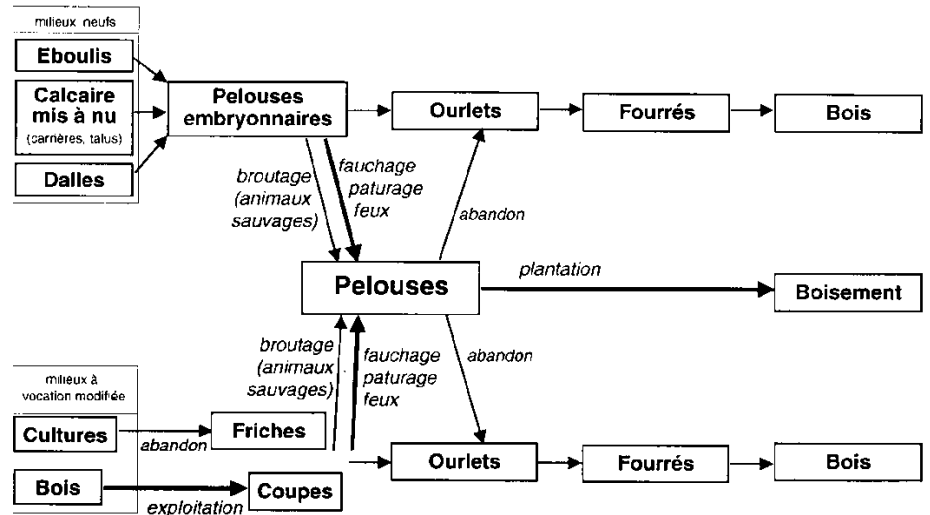 milieux neufs
Eboulis
Calcaire
mis à nu
(carrières, talus)
Dalles
Pelouses
embryonnaires
Ourlets
Fourrés
Bois
broutage
(animaux
sauvages)
fauchage
paturage
feux
abandon
Pelouses
plantation
Boisement
broutage
(animaux
sauvages)
fauchage
paturage
feux
abandon
milieux à
vocation modifiée
Cultures
abandon
Friches
Bois
exploitation
Coupes
Ourlets
Fourrés
Bois